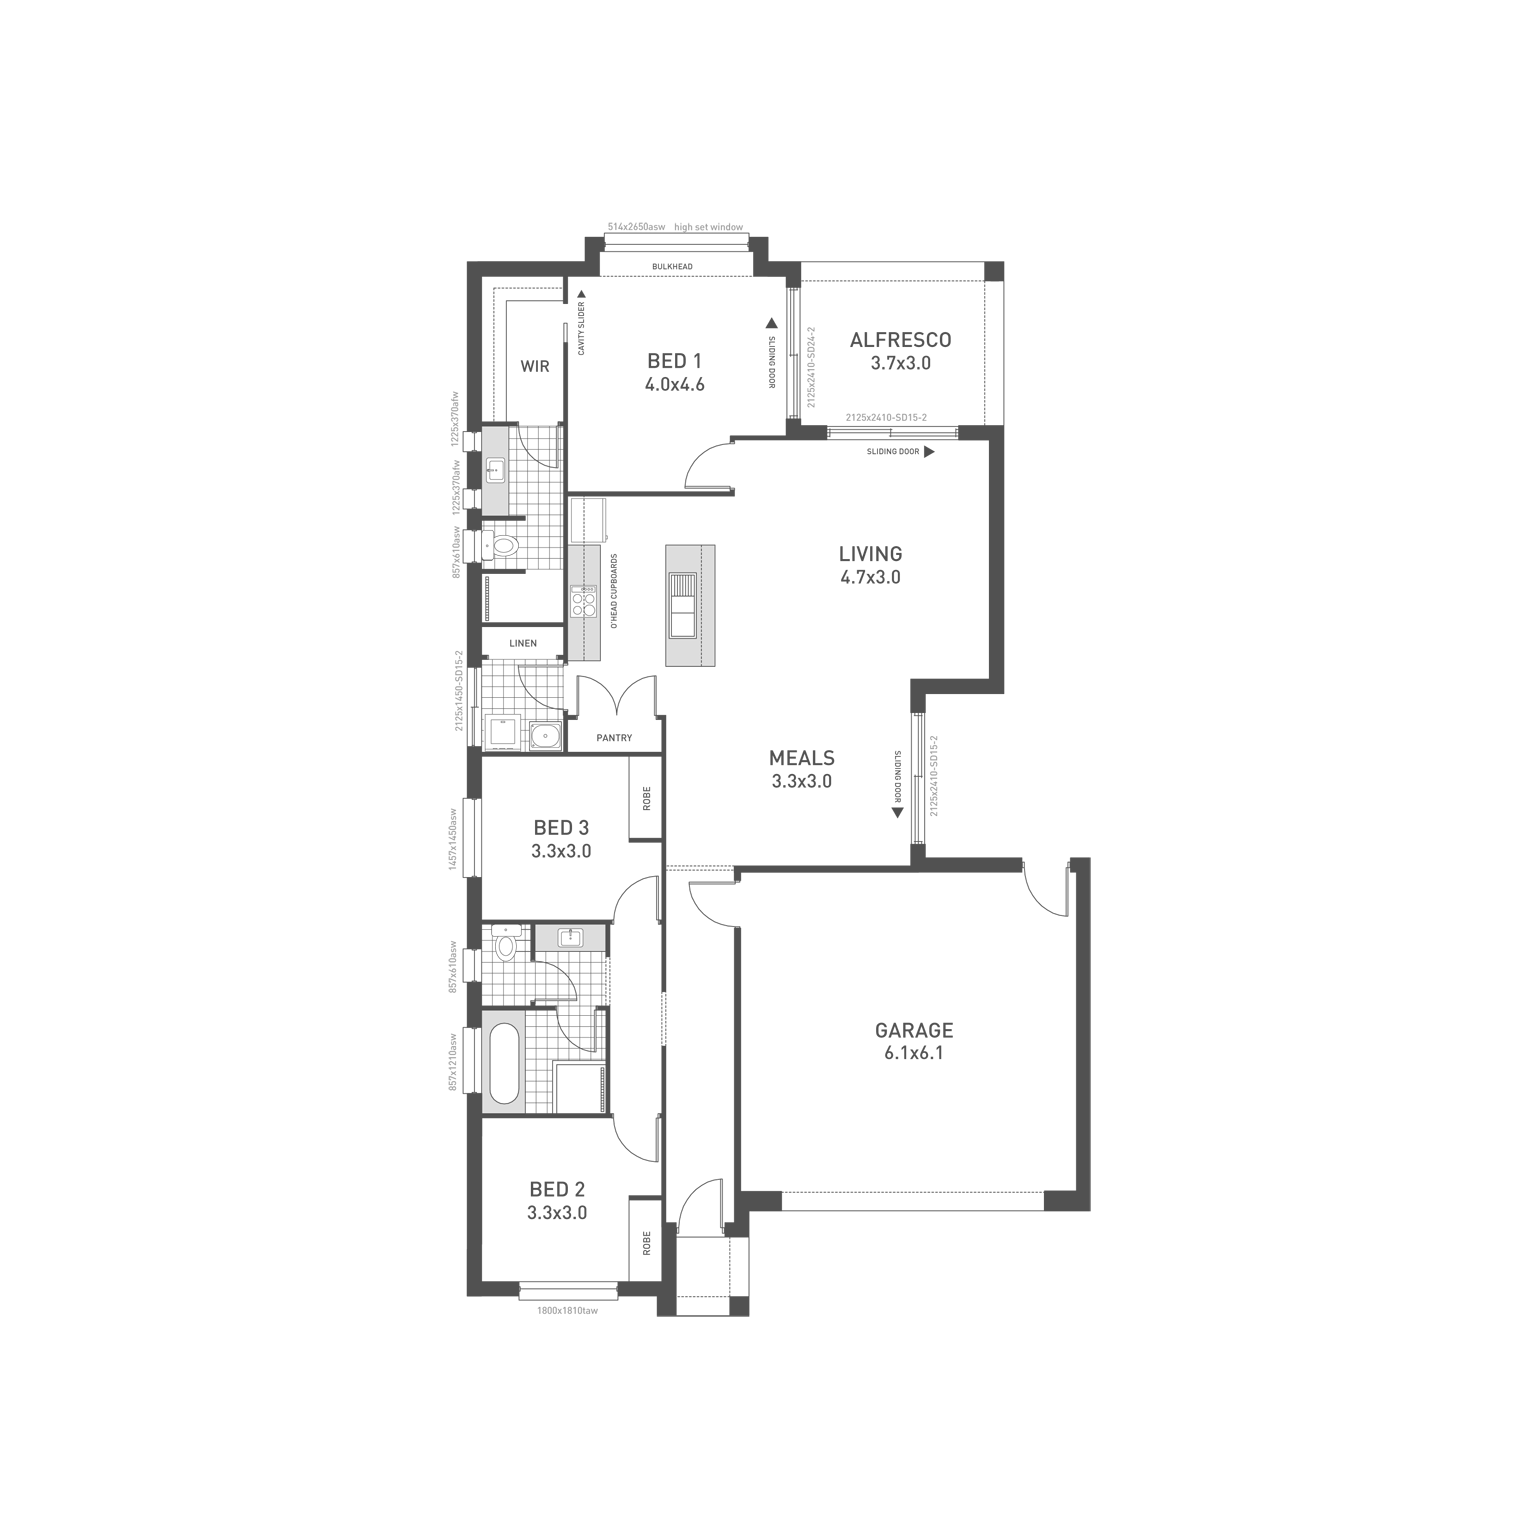 514x2650asw high set window
BULKHEAD
CAVITY SLIDER
WIR
BED 1
4.0x4.6
SLIDING DOOR
2125x2410-SD24-2
ALFRESCO
3.7x3.0
2125x2410-SD15-2
SLIDING DOOR
1225x370afw
1225x370afw
857x610asw
O'HEAD CUPBOARDS
LIVING
4.7x3.0
LINEN
2125x1450-SD15-2
PANTRY
MEALS
3.3x3.0
SLIDING DOOR
2125x2410-SD15-2
1457x1450asw
BED 3
3.3x3.0
ROBE
857x610asw
857x1210asw
GARAGE
6.1x6.1
BED 2
3.3x3.0
ROBE
1800x1810taw